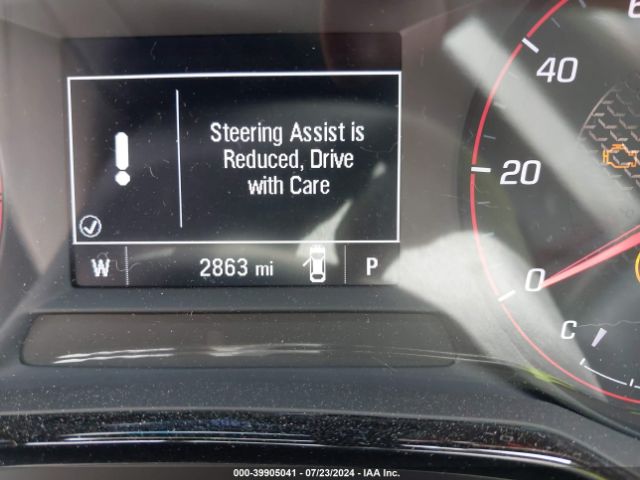 Steering Assist is
Reduced, Drive
with Care
W 2863 mi P
6
40
20
0
C
000-39905041 - 07/23/2024 - IAA Inc.